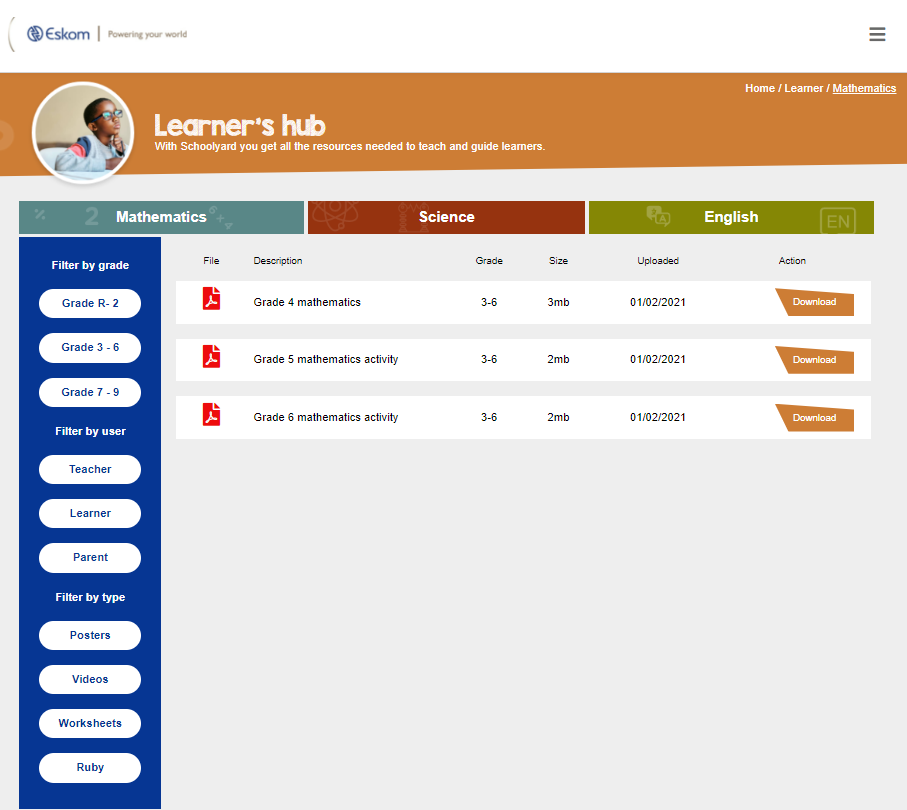 Eskom | Powering your world
Home / Learner / Mathematics
Learner's hub
With Schoolyard you get all the resources needed to teach and guide learners.
% 2 Mathematics 6 + 4
Science
A English EN
Filter by grade
Grade R- 2
Grade 3 - 6
Grade 7 - 9
Filter by user
Teacher
Learner
Parent
Filter by type
Posters
Videos
Worksheets
Ruby
File Description Grade Size Uploaded Action
Grade 4 mathematics 3-6 3mb 01/02/2021 Download
Grade 5 mathematics activity 3-6 2mb 01/02/2021 Download
Grade 6 mathematics activity 3-6 2mb 01/02/2021 Download